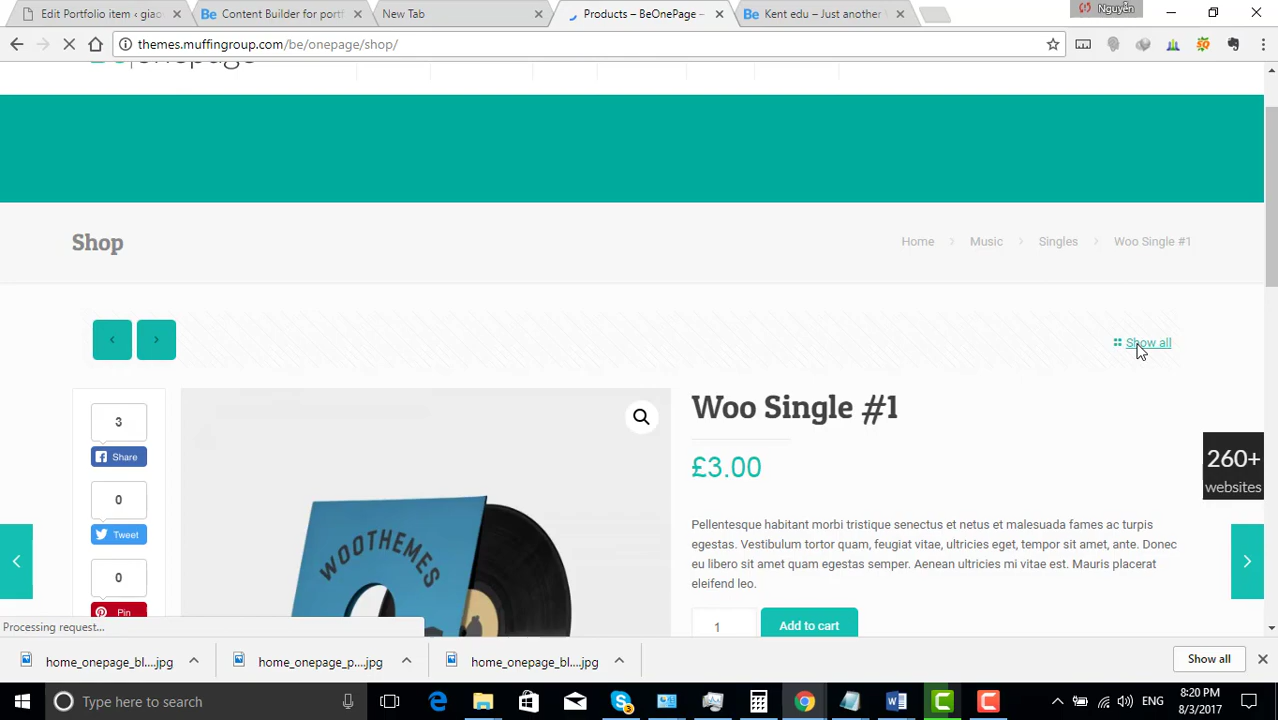 Edit Portfolio item ‹ giao
Be Content Builder for portf
New Tab
Products – BeOnePage –
Be Kent edu – Just another
Nguyễn
themes.muffingroup.com/be/onepage/shop/
Shop
Home
Music
Singles
Woo Single #1
Show all
3
Share
0
Tweet
0
Pin
WOOTHEMES
Woo Single #1
£3.00
Pellentesque habitant morbi tristique senectus et netus et malesuada fames ac turpis
egestas. Vestibulum tortor quam, feugiat vitae, ultricies eget, tempor sit amet, ante. Donec
eu libero sit amet quam egestas semper. Aenean ultricies mi vitae est. Mauris placerat
eleifend leo.
1
Add to cart
260+
websites
Processing request...
home_onepage_bl....jpg
home_onepage_p....jpg
home_onepage_bl....jpg
Show all
Type here to search
ENG
8:20 PM
8/3/2017